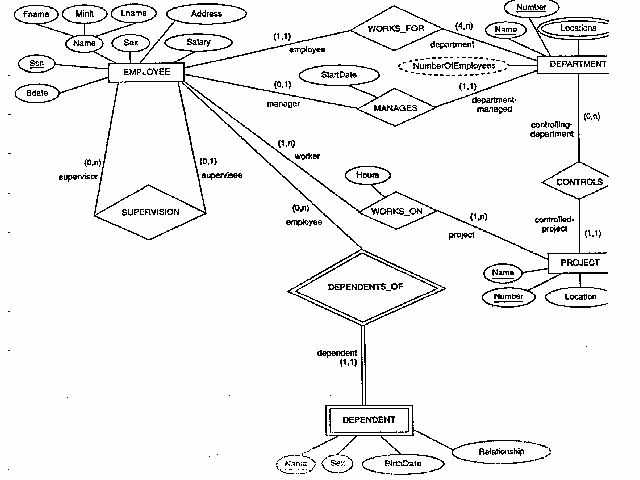 Fname
Minit
Lname
Address
Number
Name
Sex
Salary
(1,1)
employee
WORKS_FOR
(4,n)
department
Name
Locations
Ssn
EMPLOYEE
StartDate
NumberOfEmployees
DEPARTMENT
Bdate
(0,1)
manager
MANAGES
(1,1)
department-
managed
controlling-
department
(0,n)
(0,n)
supervisor
(0,1)
supervisee
(1,n)
worker
Hours
CONTROLS
SUPERVISION
(0,n)
employee
WORKS_ON
(1,n)
project
controlled-
project
(1,1)
PROJECT
Name
DEPENDENTS_OF
Number
Location
dependent
(1,1)
DEPENDENT
Name
Sex
BirthDate
Relationship